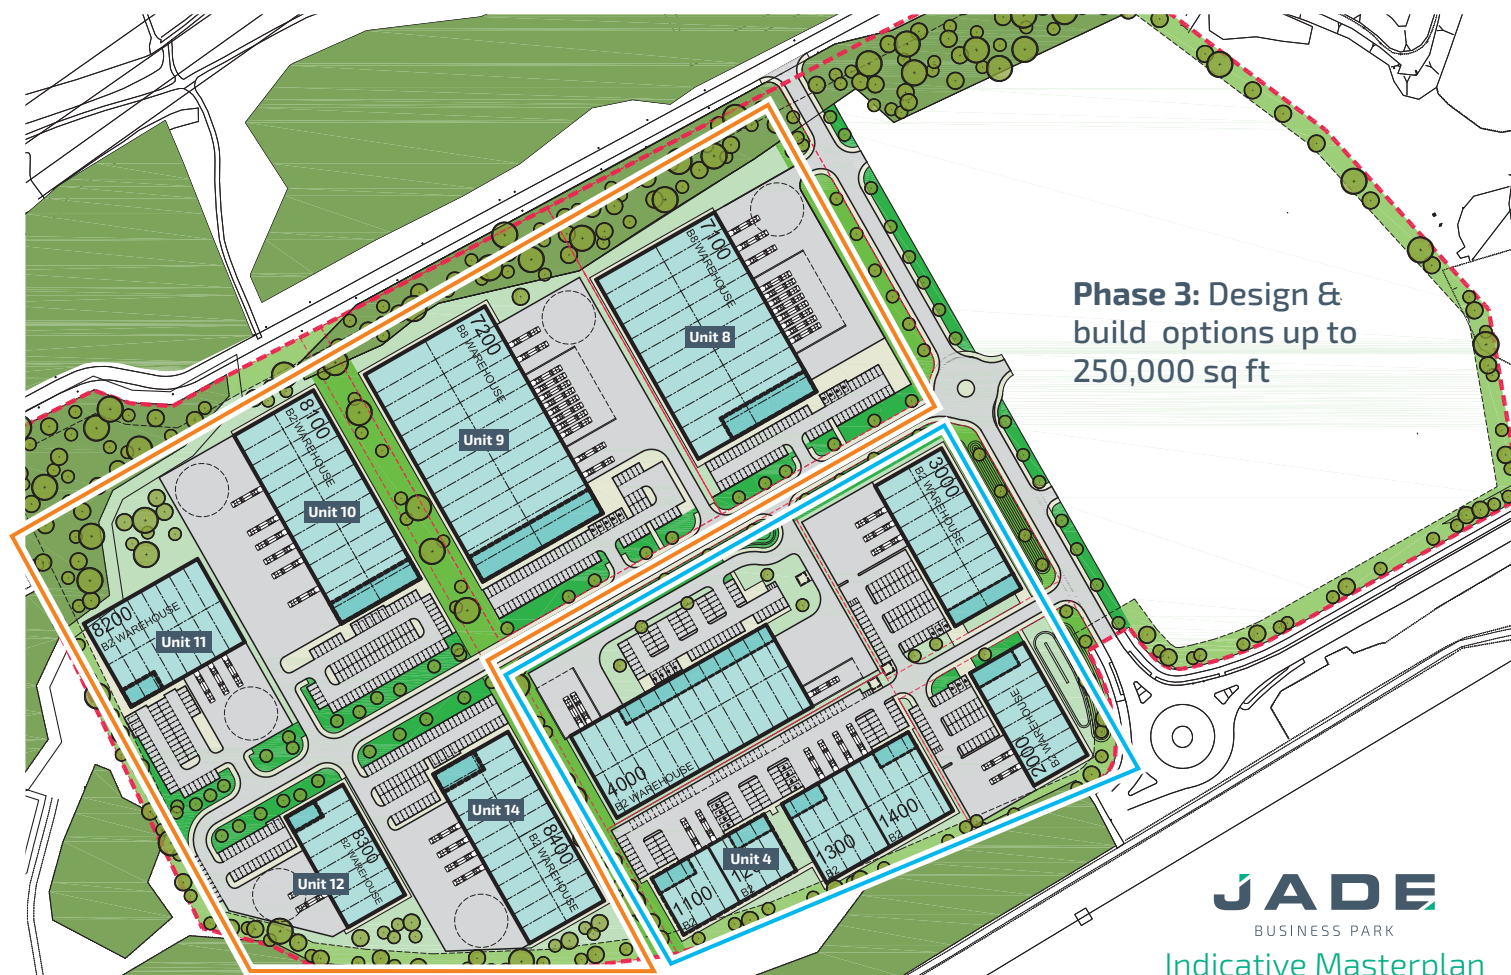 7100
B8 WAREHOUSE
Unit 8
Phase 3: Design &
build options up to
250,000 sq ft
7200
B8 WAREHOUSE
Unit 9
8100
B2 WAREHOUSE
Unit 10
3000
B2 WAREHOUSE
8200
B2 WAREHOUSE
Unit 11
2000
B2 WAREHOUSE
4000
B2 WAREHOUSE
Unit 14
8400
B2 WAREHOUSE
8300
B2 WAREHOUSE
Unit 12
1400
B2
1300
B2
Unit 4
B2
1100
B2
JADE
BUSINESS PARK
Indicative Masterplan